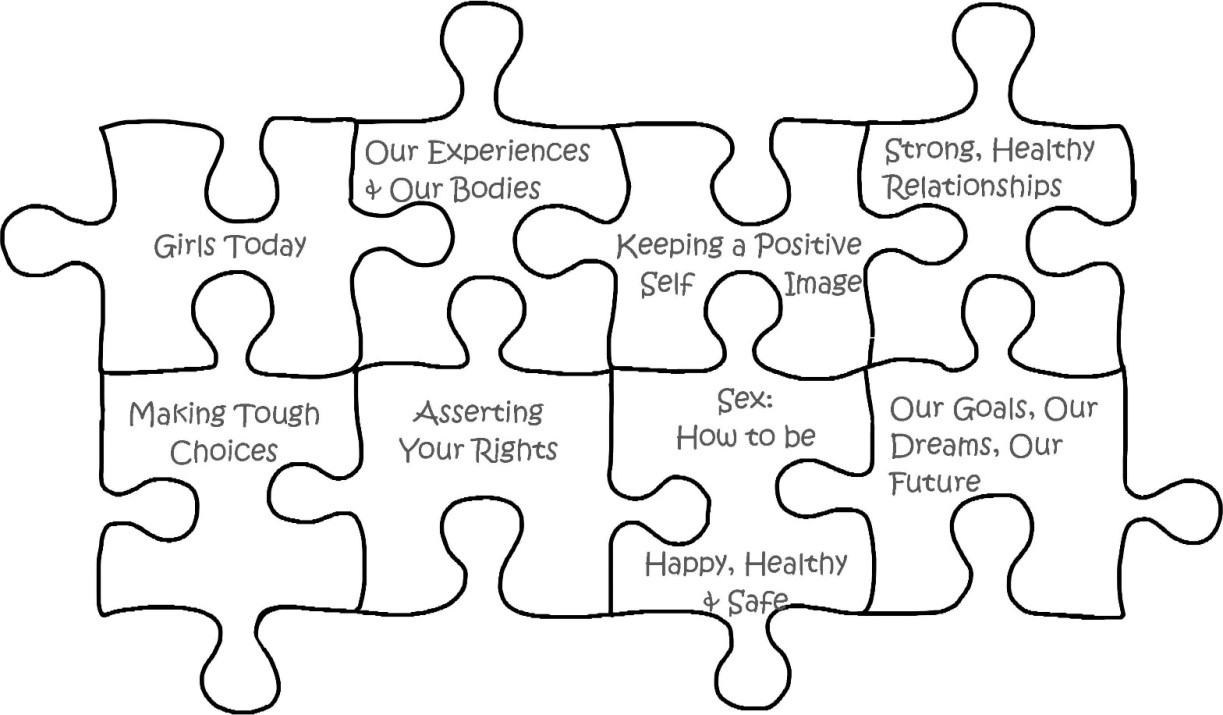 Girls Today
Our Experiences
& Our Bodies
Keeping a Positive
Self Image
Strong, Healthy
Relationships
Making Tough
Choices
Asserting
Your Rights
Sex:
How to be
Happy, Healthy
& Safe
Our Goals, Our
Dreams, Our
Future